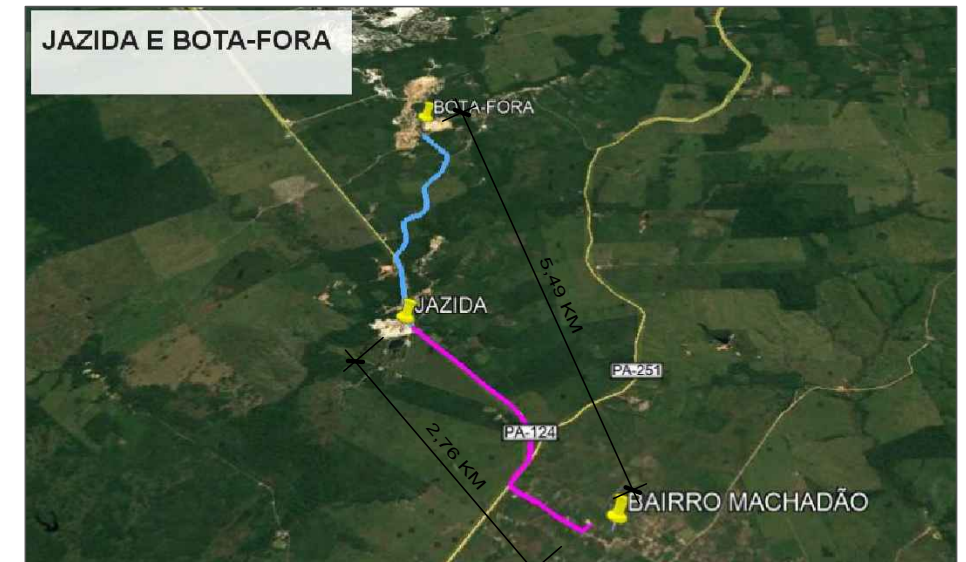 JAZIDA E BOTA-FORA
BOTA-FORA
5,49 KM
JAZIDA
PA-251
PA-124
2,76 KM
BAIRRO MACHADÃO